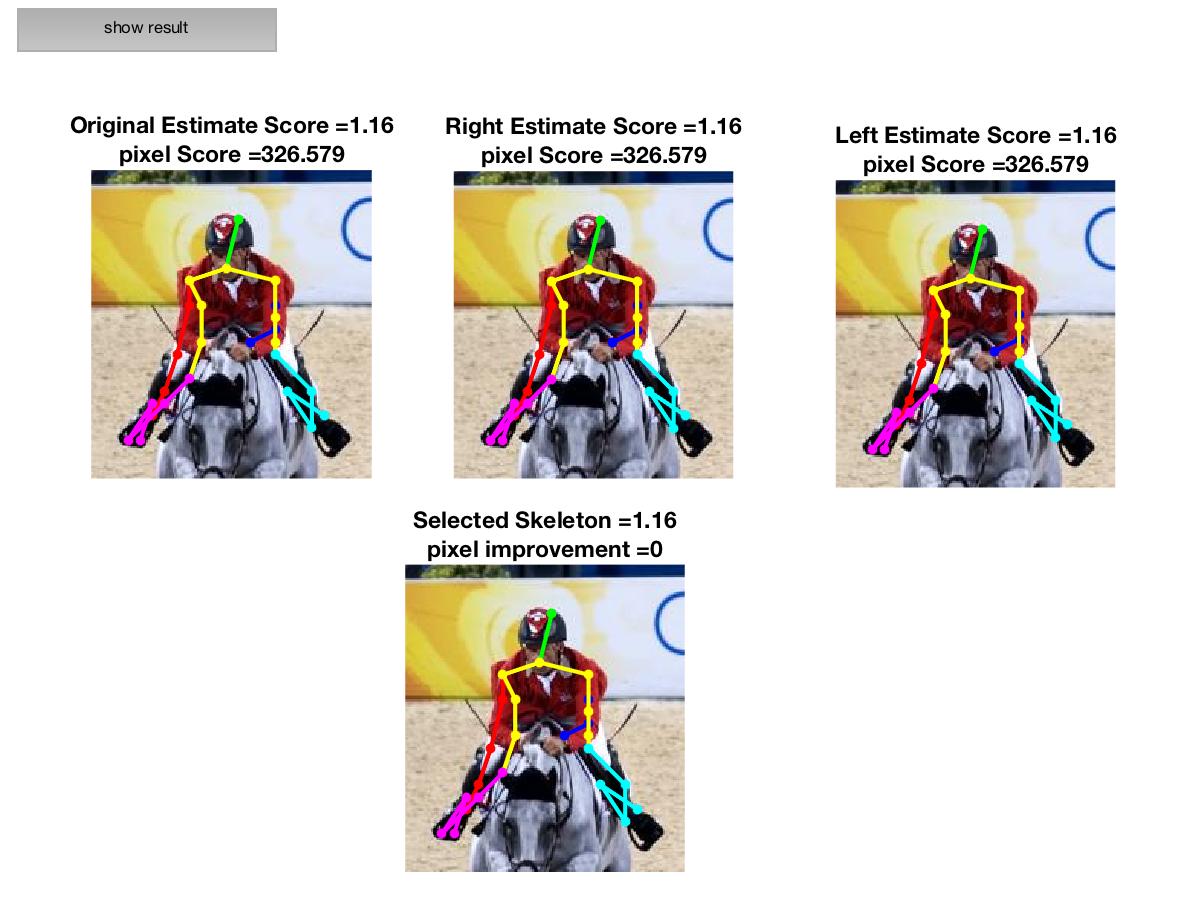 show result
Original Estimate Score =1.16
pixel Score =326.579
Right Estimate Score =1.16
pixel Score =326.579
Left Estimate Score =1.16
pixel Score =326.579
Selected Skeleton =1.16
pixel improvement =0